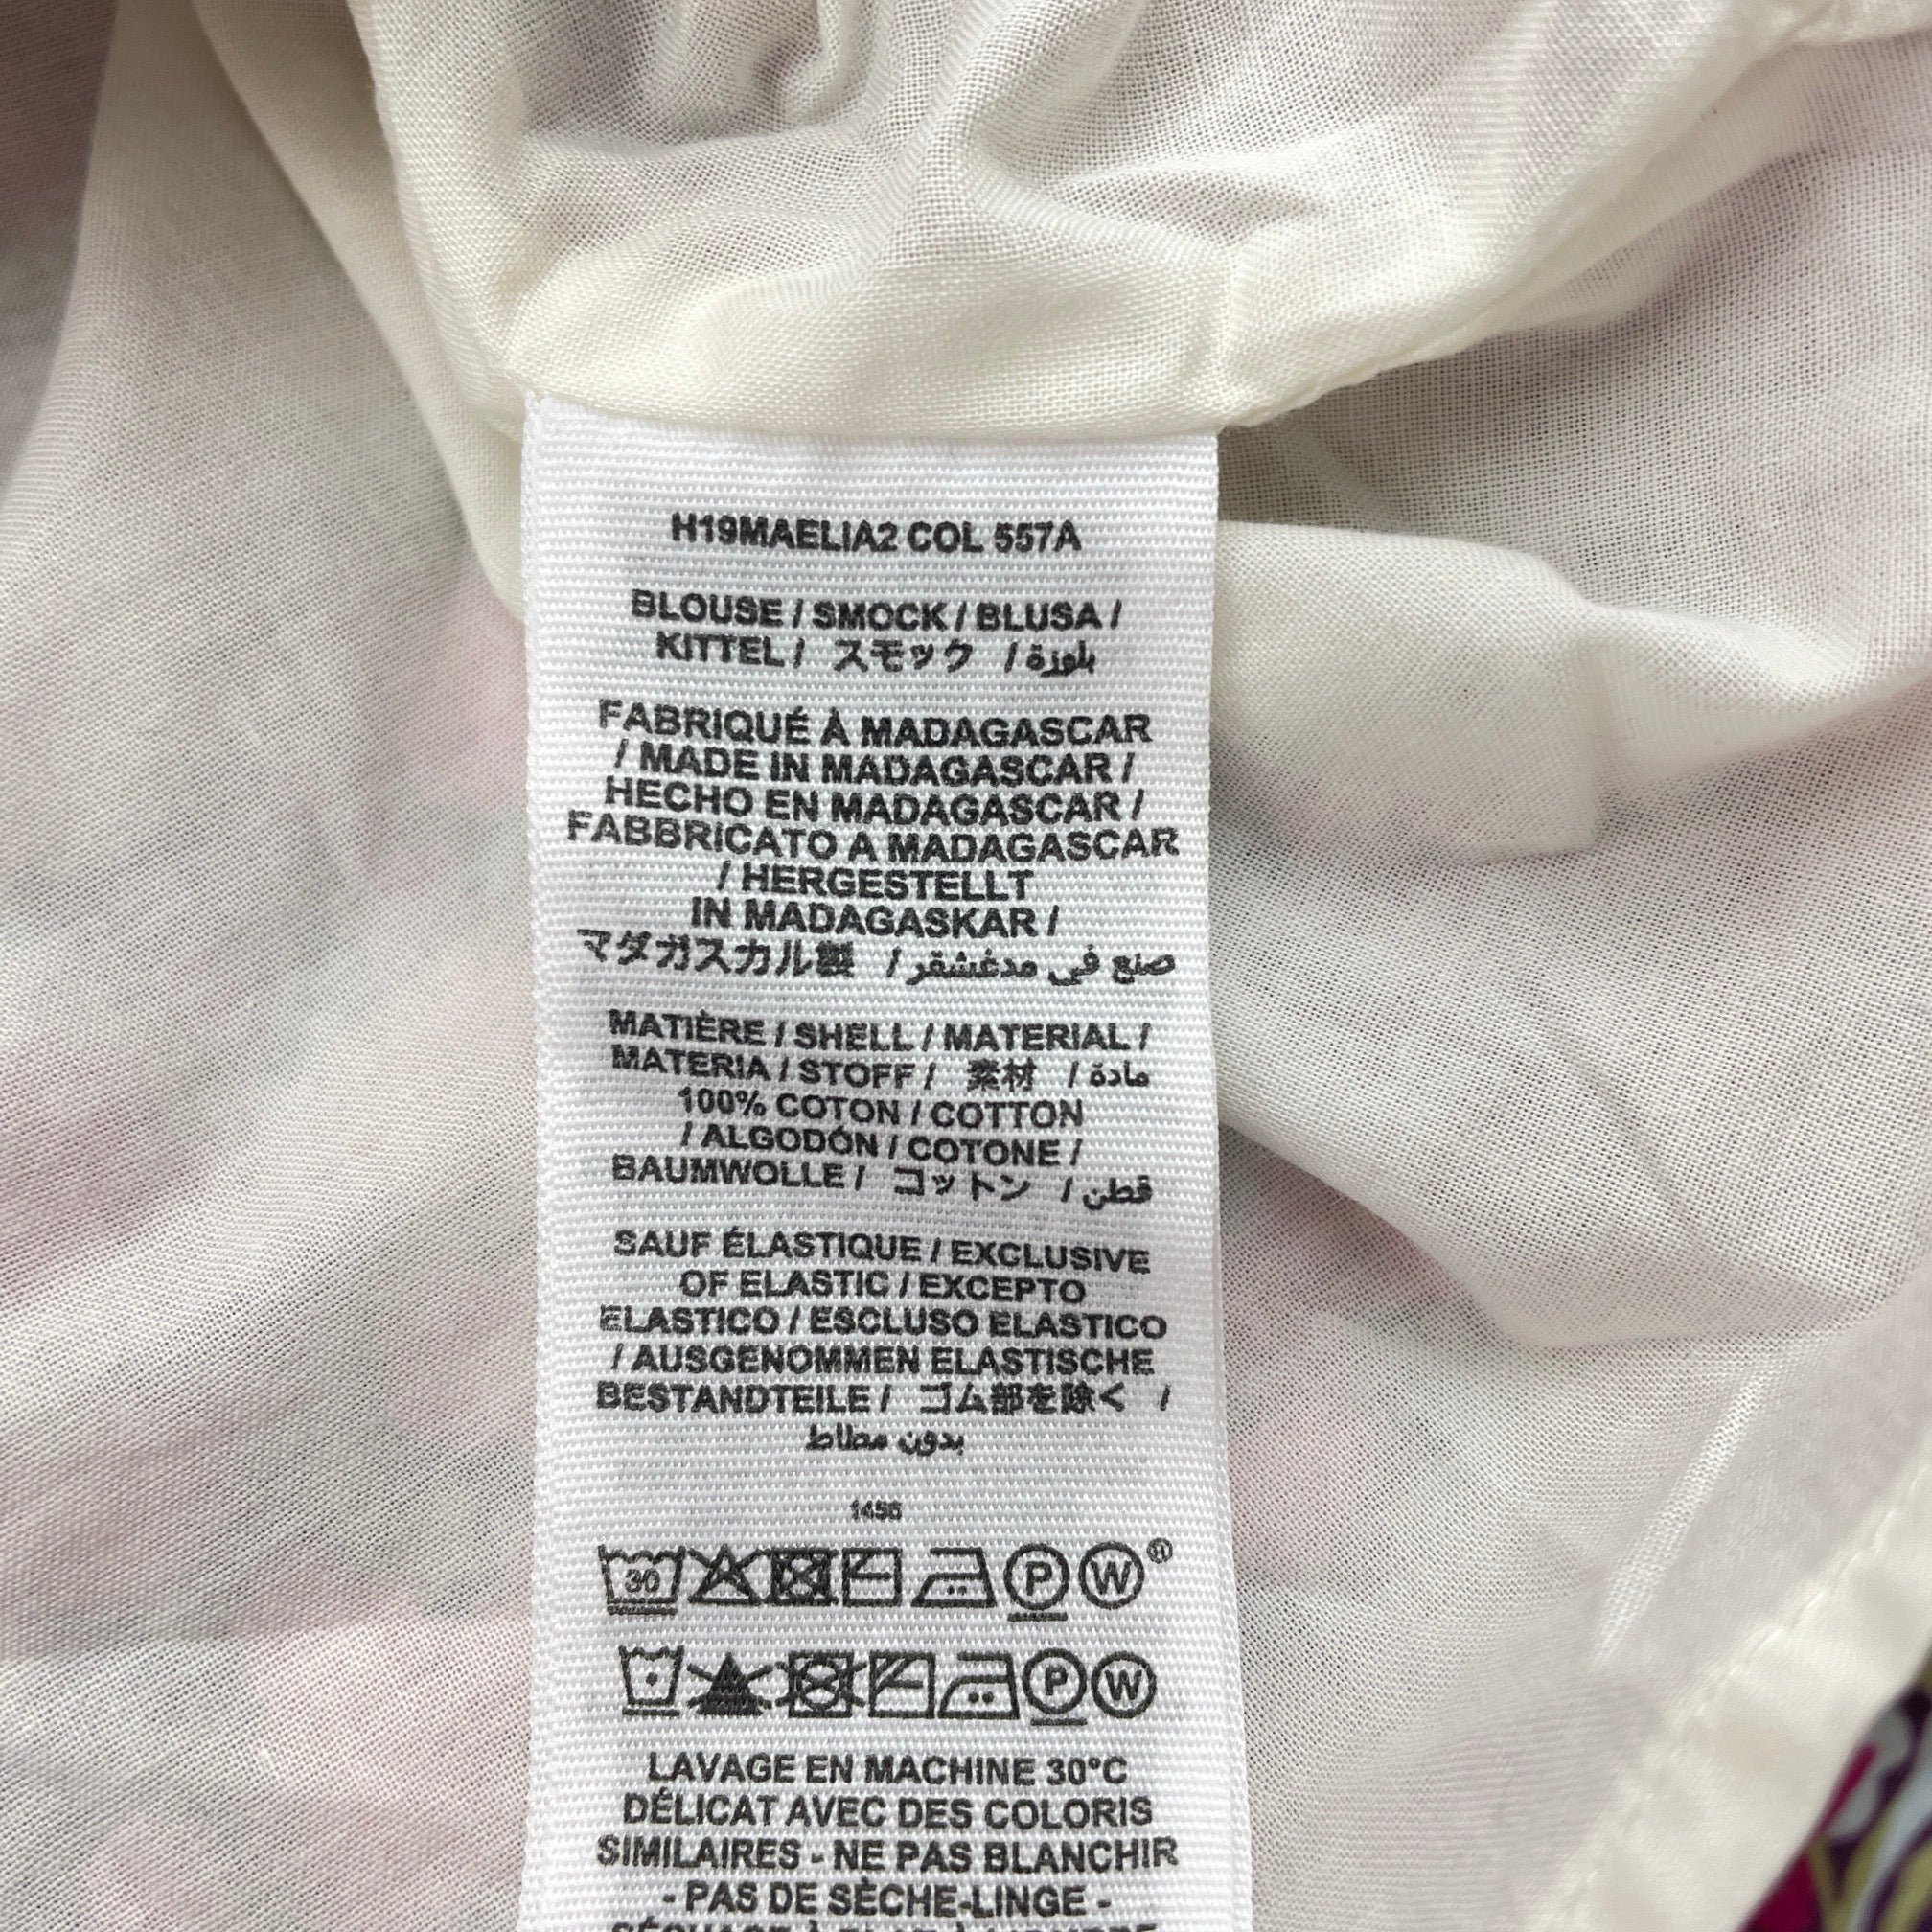 H19MAELIA2 COL 557A
BLOUSE / SMOCK / BLUSA /
KITTEL / スモック / بلوزة
FABRIQUÉ À MADAGASCAR
/ MADE IN MADAGASCAR /
HECHO EN MADAGASCAR /
FABBRICATO A MADAGASCAR
/ HERGESTELLT
IN MADAGASKAR /
マダガスカル製 / صنع في مدغشقر
MATIÈRE / SHELL / MATERIAL /
MATERIA / STOFF / 素材 / مادة
100% COTON / COTTON
/ ALGODÓN / COTONE /
BAUMWOLLE / コットン / قطن
SAUF ÉLASTIQUE / EXCLUSIVE
OF ELASTIC / EXCEPTO
ELASTICO / ESCLUSO ELASTICO
/ AUSGENOMMEN ELASTISCHE
BESTANDTEILE / ゴム部を除く /
بدون مطاط
1456
30 P W ®
P W
LAVAGE EN MACHINE 30°C
DÉLICAT AVEC DES COLORIS
SIMILAIRES - NE PAS BLANCHIR
- PAS DE SÈCHE-LINGE -